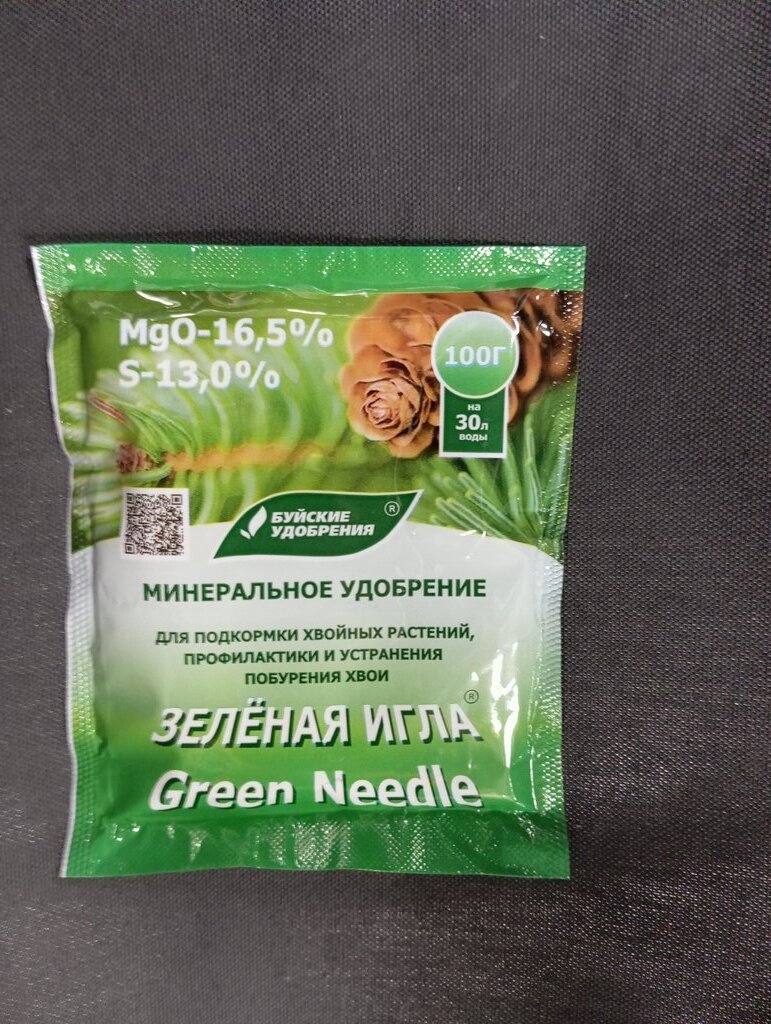 MgO-16,5%
S-13,0%
100Г
на
30л
воды
БУЙСКИЕ
УДОБРЕНИЯ
®
МИНЕРАЛЬНОЕ УДОБРЕНИЕ
ДЛЯ ПОДКОРМКИ ХВОЙНЫХ РАСТЕНИЙ,
ПРОФИЛАКТИКИ И УСТРАНЕНИЯ
ПОБУРЕНИЯ ХВОИ
ЗЕЛЁНАЯ ИГЛА®
Green Needle